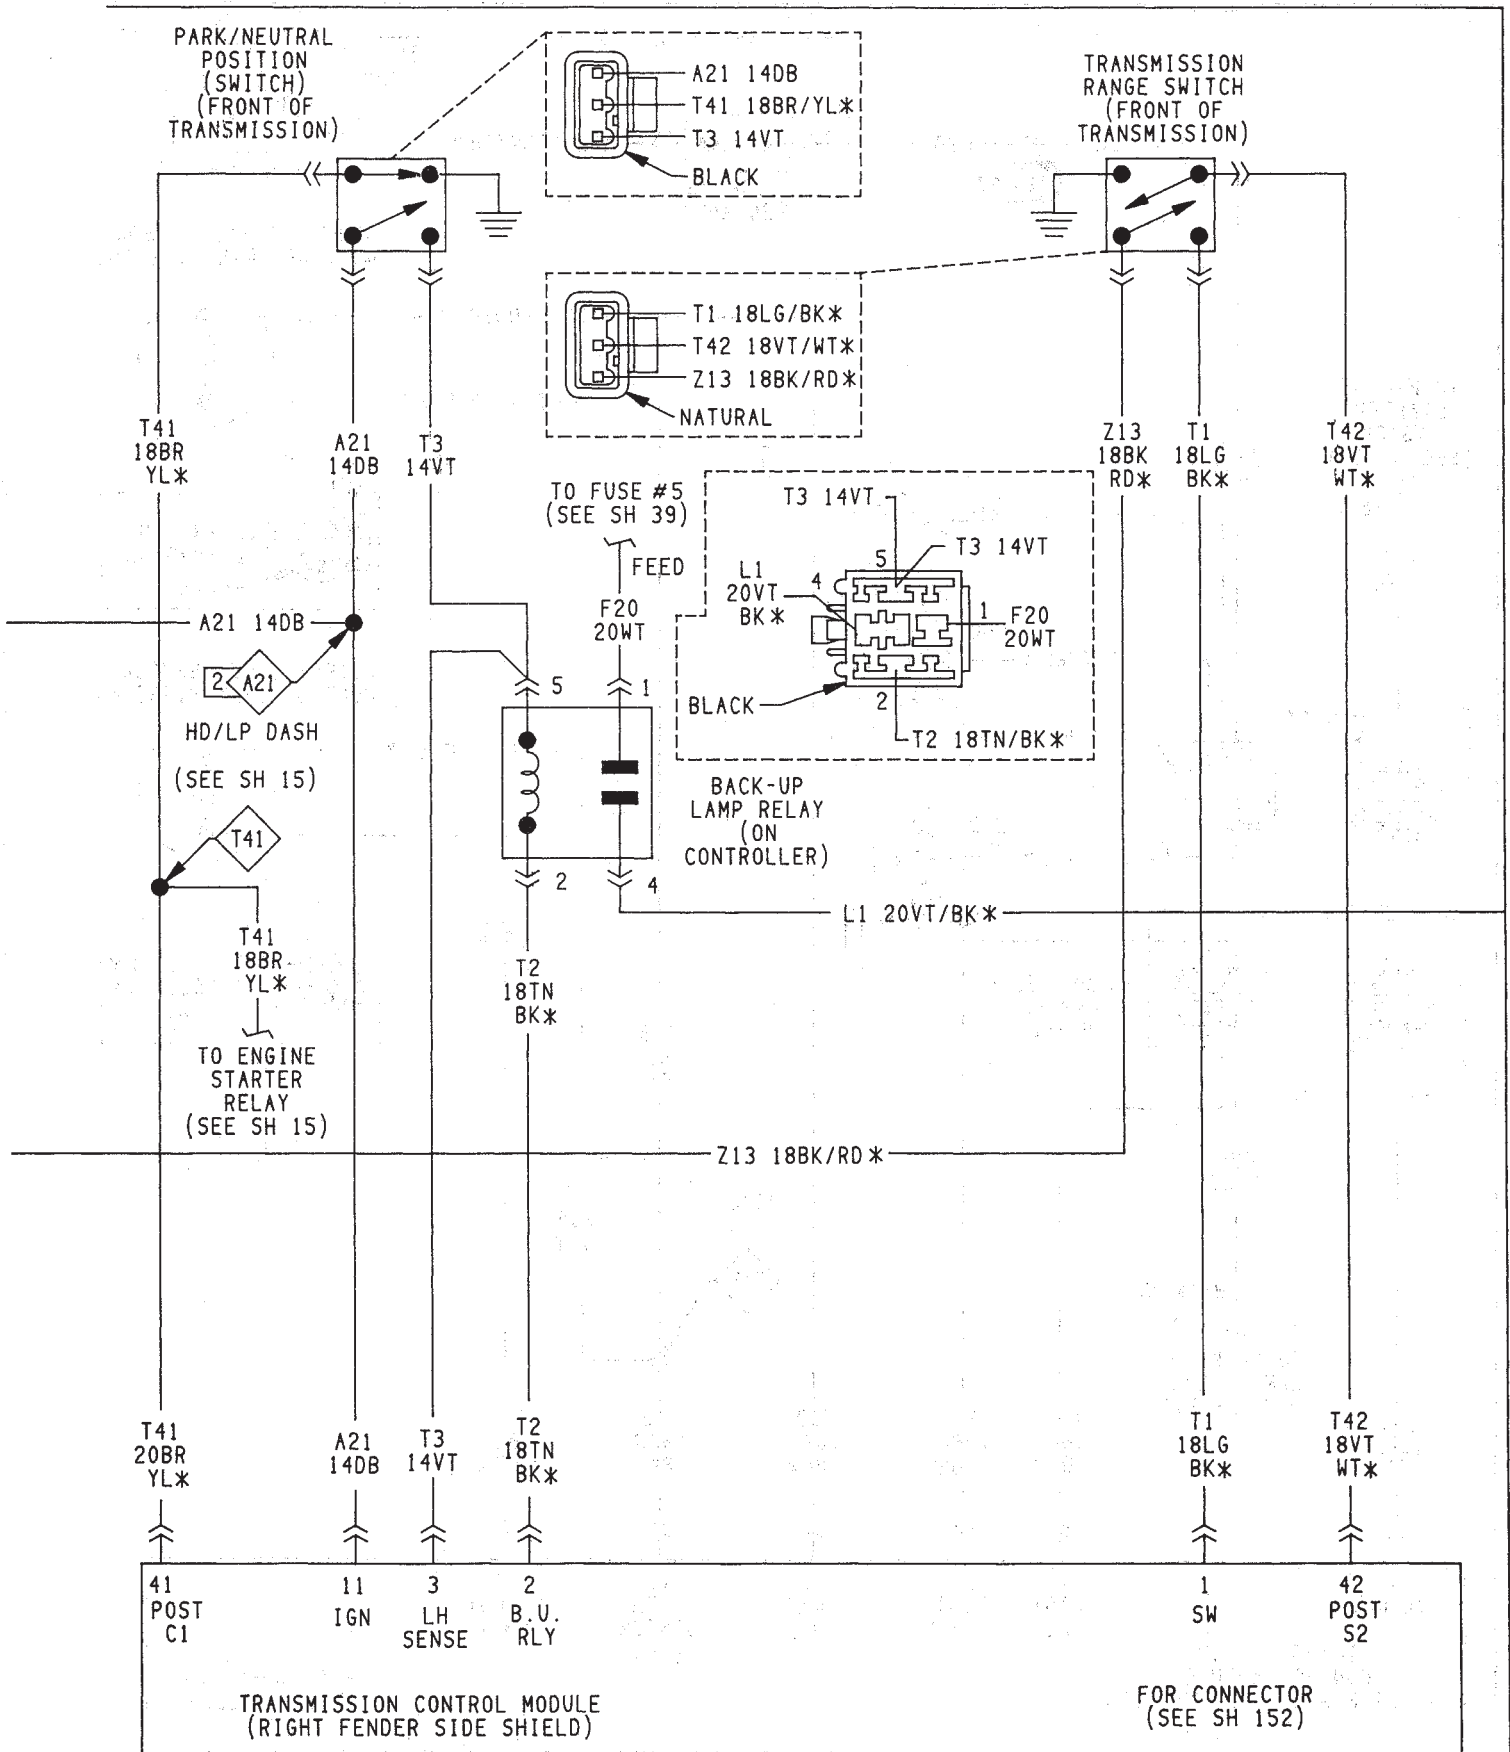 PARK/NEUTRAL
POSITION
(SWITCH)
(FRONT OF
TRANSMISSION)
A21 14DB
T41 18BR/YL*
T3 14VT
BLACK
TRANSMISSION
RANGE SWITCH
(FRONT OF
TRANSMISSION)
T1 18LG/BK*
T42 18VT/WT*
Z13 18BK/RD*
NATURAL
T41
18BR
YL*
A21
14DB
T3
14VT
Z13
18BK
RD*
T1
18LG
BK*
T42
18VT
WT*
TO FUSE #5
(SEE SH 39)
FEED
F20
20WT
T3 14VT
5
T3 14VT
L1
20VT
BK*
4
1
F20
20WT
BLACK
2
T2 18TN/BK*
A21 14DB
2
A21
HD/LP DASH
(SEE SH 15)
5
1
BACK-UP
LAMP RELAY
(ON
CONTROLLER)
T41
2
4
L1 20VT/BK*
T41
18BR
YL*
TO ENGINE
STARTER
RELAY
(SEE SH 15)
T2
18TN
BK*
Z13 18BK/RD*
T41
20BR
YL*
A21
14DB
T3
14VT
T2
18TN
BK*
T1
18LG
BK*
T42
18VT
WT*
41
POST
C1
11
IGN
3
LH
SENSE
2
B.U.
RLY
1
SW
42
POST
S2
TRANSMISSION CONTROL MODULE
(RIGHT FENDER SIDE SHIELD)
FOR CONNECTOR
(SEE SH 152)